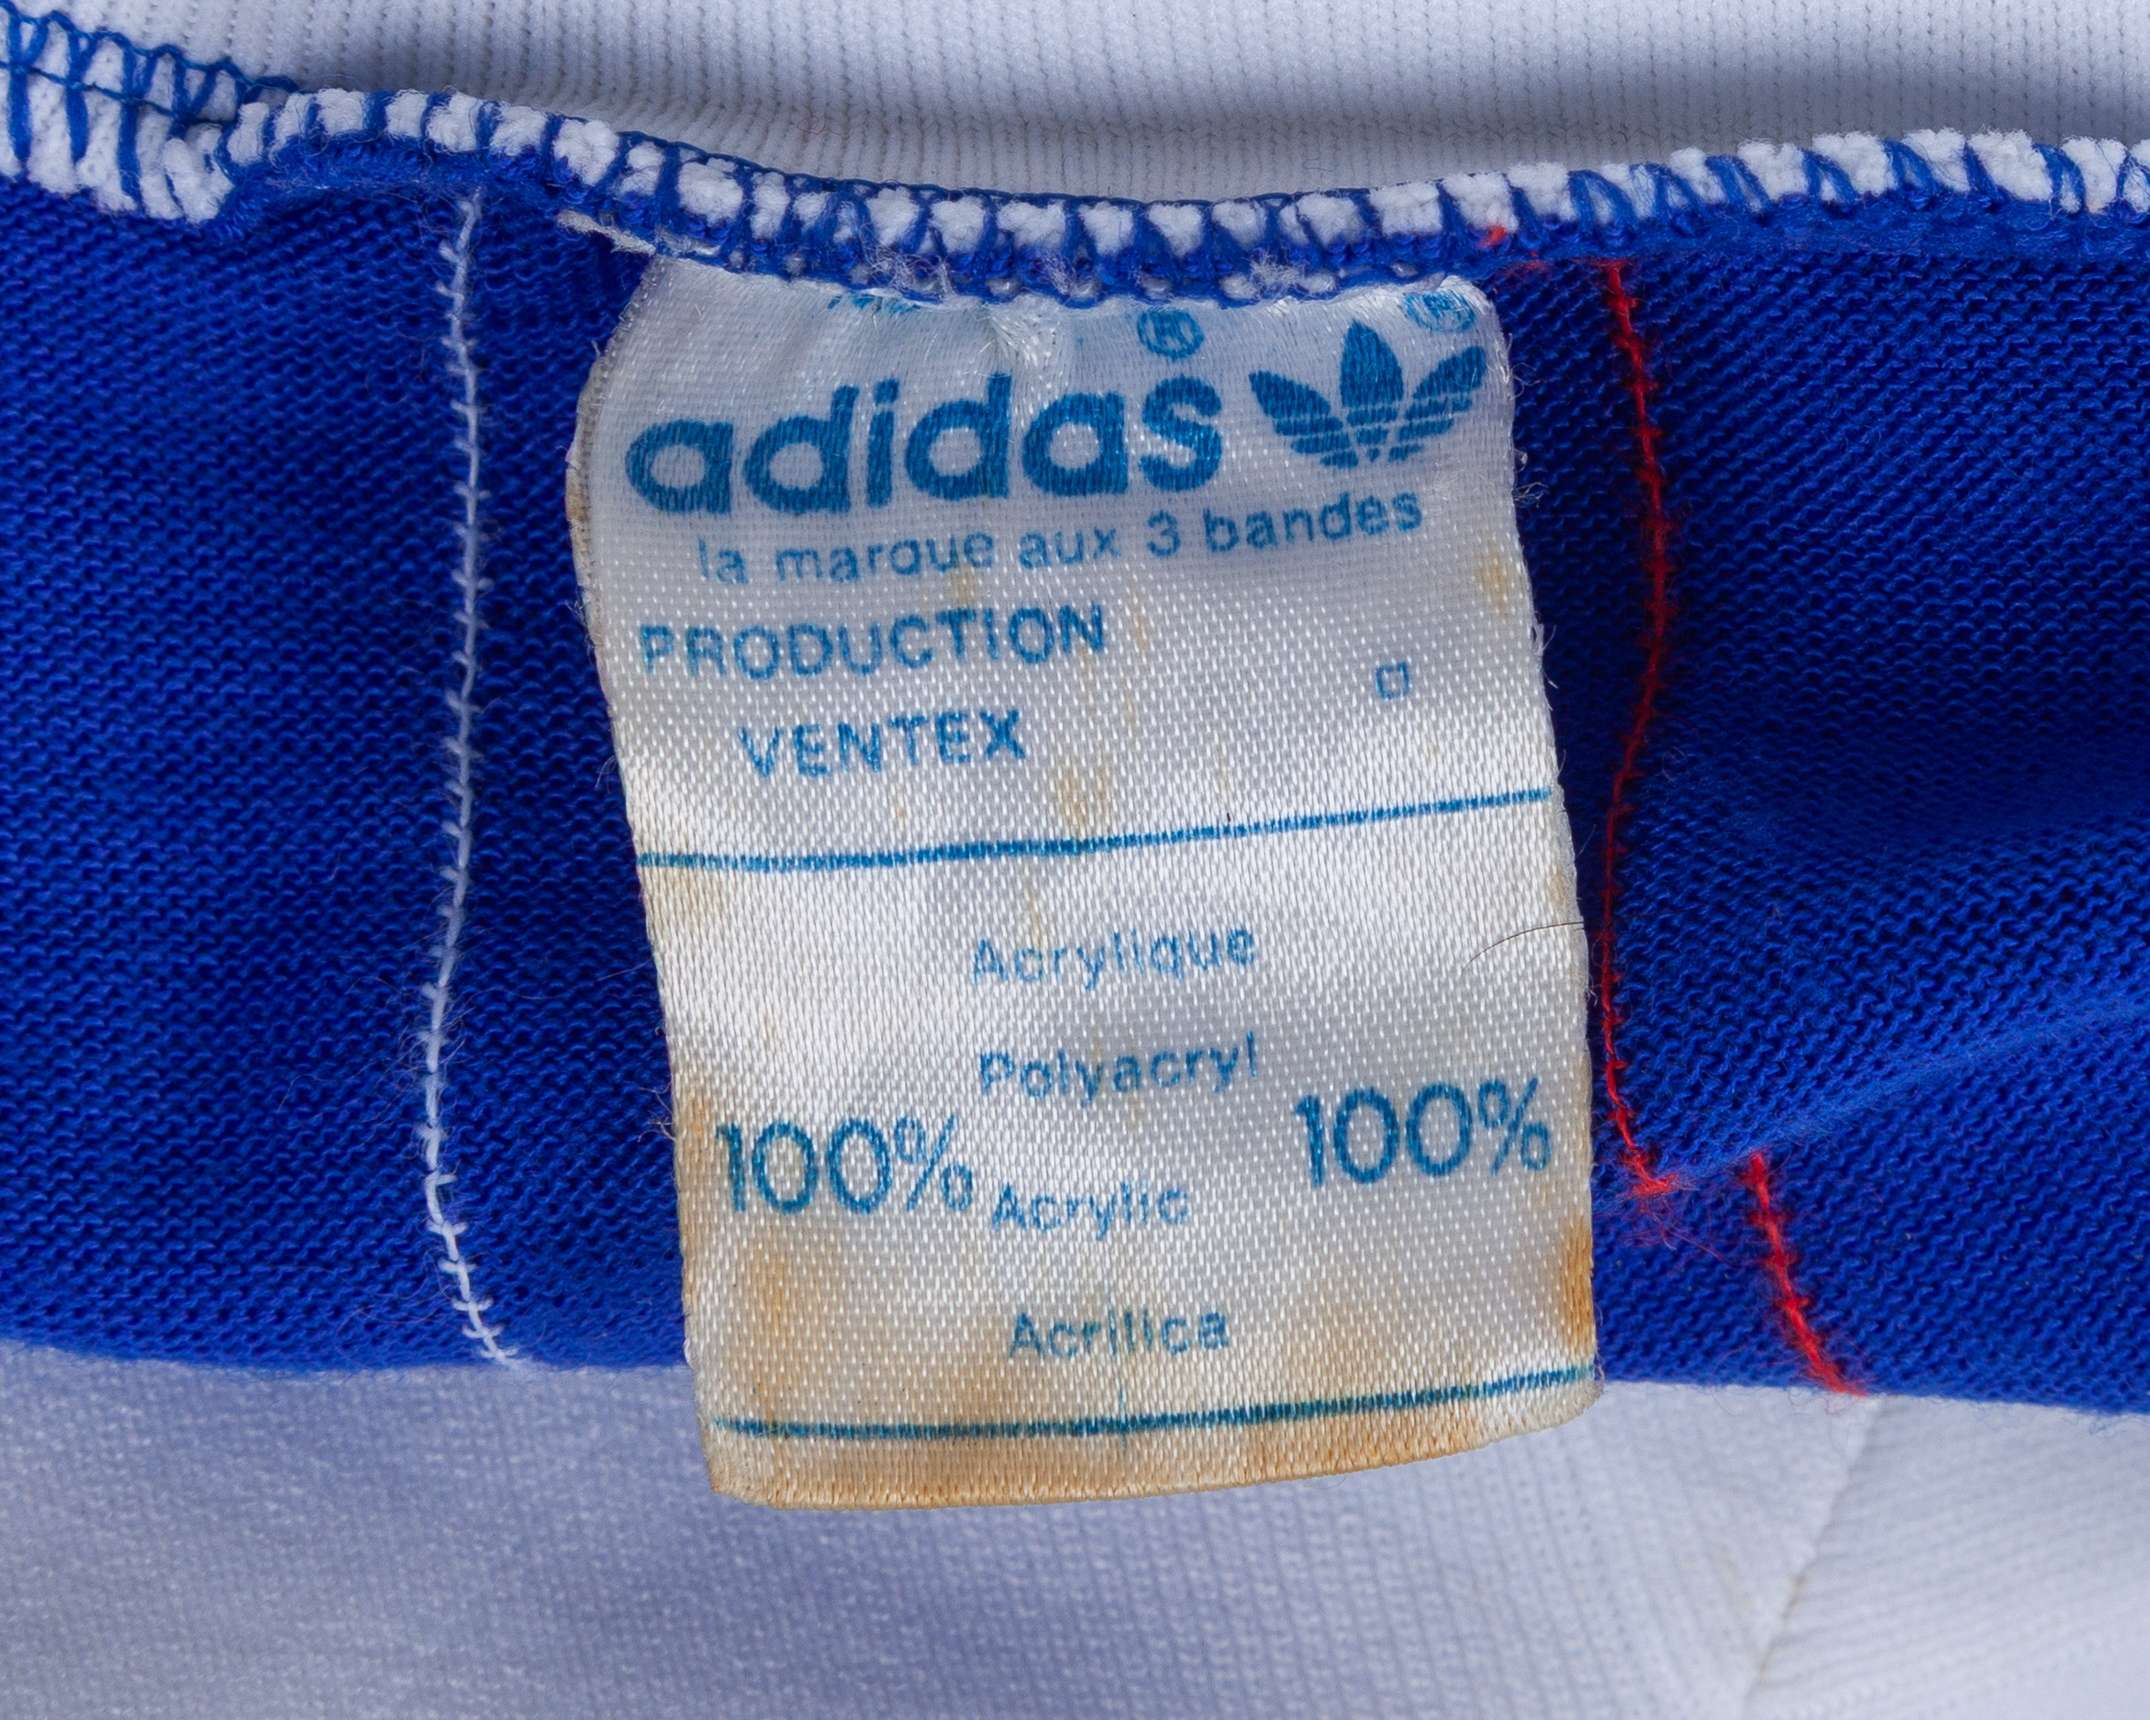 ®
®
adidas
la marque aux 3 bandes
PRODUCTION
VENTEX
Acrylique
Polyacryl
100%
100%
Acrylic
Acrilica